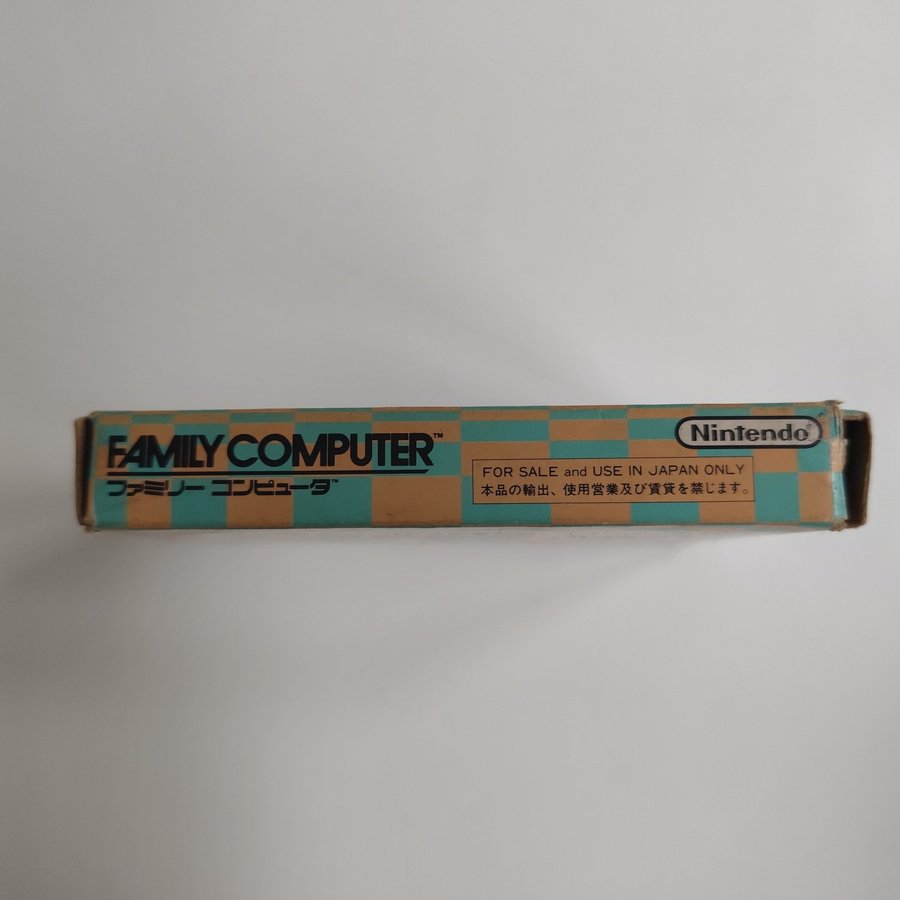 FAMILY COMPUTER™
ファミリー コンピュータ™
Nintendo®
FOR SALE and USE IN JAPAN ONLY
本品の輸出、使用営業及び賃貸を禁じます。